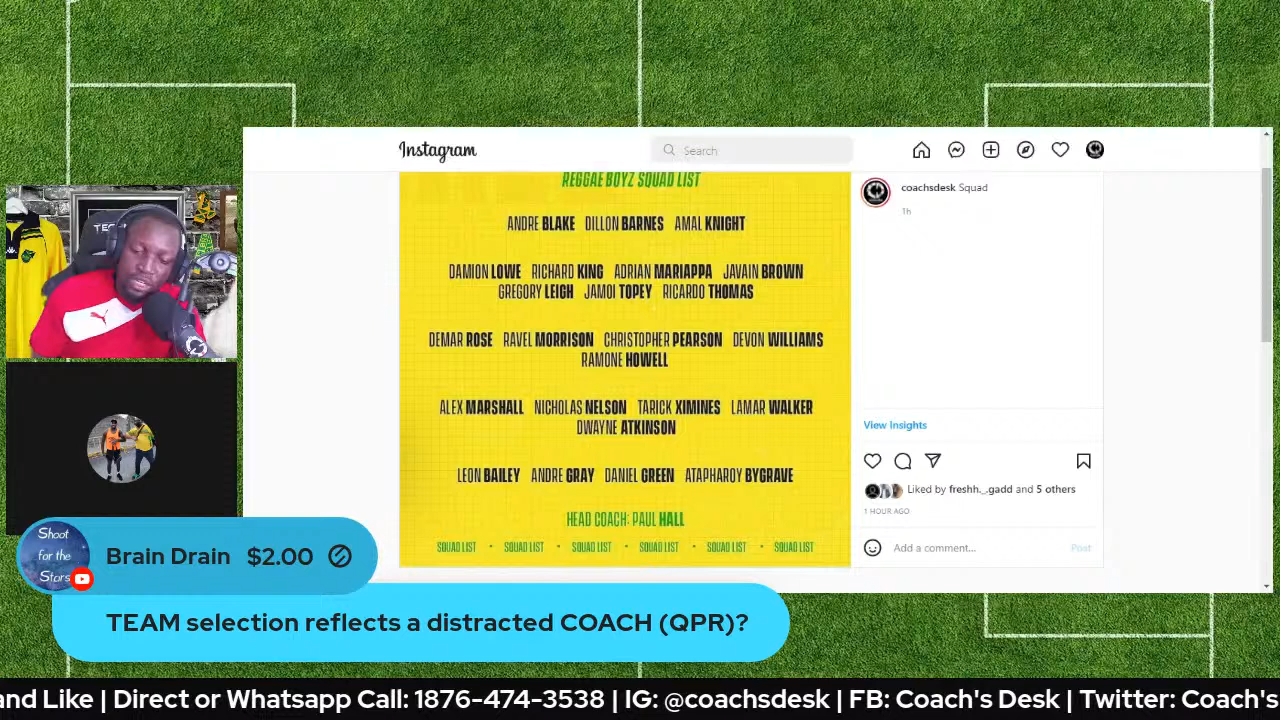 Instagram
Search
REGGAE BOYZ SQUAD LIST
ANDRE BLAKE DILLON BARNES AMAL KNIGHT
DAMION LOWE RICHARD KING ADRIAN MARIAPPA JAVAIN BROWN
GREGORY LEIGH JAMOI TOPEY RICARDO THOMAS
DEMAR ROSE RAVEL MORRISON CHRISTOPHER PEARSON DEVON WILLIAMS
RAMONE HOWELL
ALEX MARSHALL NICHOLAS NELSON TARICK XIMINES LAMAR WALKER
DWAYNE ATKINSON
LEON BAILEY ANDRE GRAY DANIEL GREEN ATAPHAROY BYGRAVE
HEAD COACH: PAUL HALL
SQUAD LIST • SQUAD LIST • SQUAD LIST • SQUAD LIST • SQUAD LIST • SQUAD LIST
coachsdesk Squad
1h
View Insights
Liked by freshh._.gadd and 5 others
1 HOUR AGO
Add a comment...
Post
Shoot
for the
Stars
Brain Drain $2.00
TEAM selection reflects a distracted COACH (QPR)?
and Like | Direct or Whatsapp Call: 1876-474-3538 | IG: @coachsdesk | FB: Coach's Desk | Twitter: Coach's